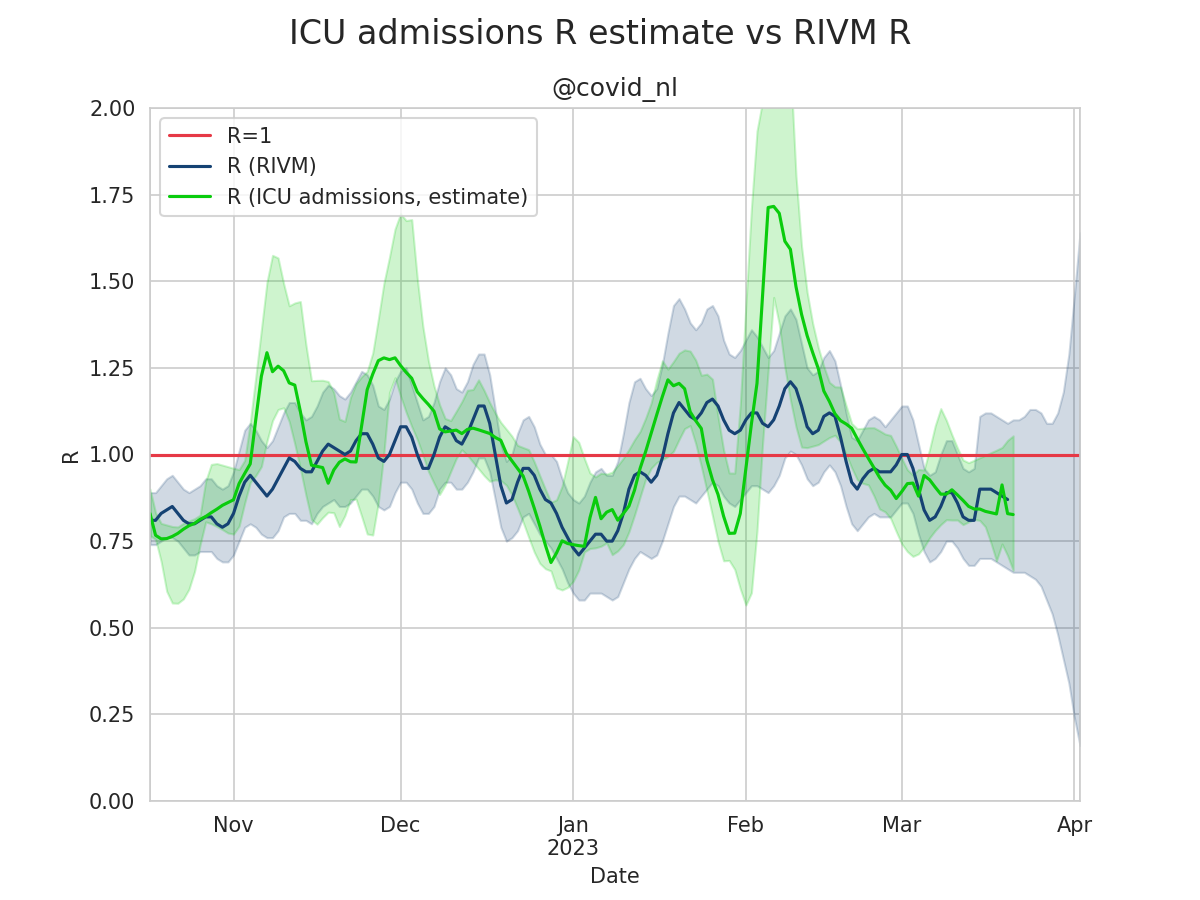 ICU admissions R estimate vs RIVM R
@covid_nl
2.00
1.75
1.50
1.25
1.00
0.75
0.50
0.25
0.00
R
R=1
R (RIVM)
R (ICU admissions, estimate)
Nov Dec Jan Feb Mar Apr
2023
Date